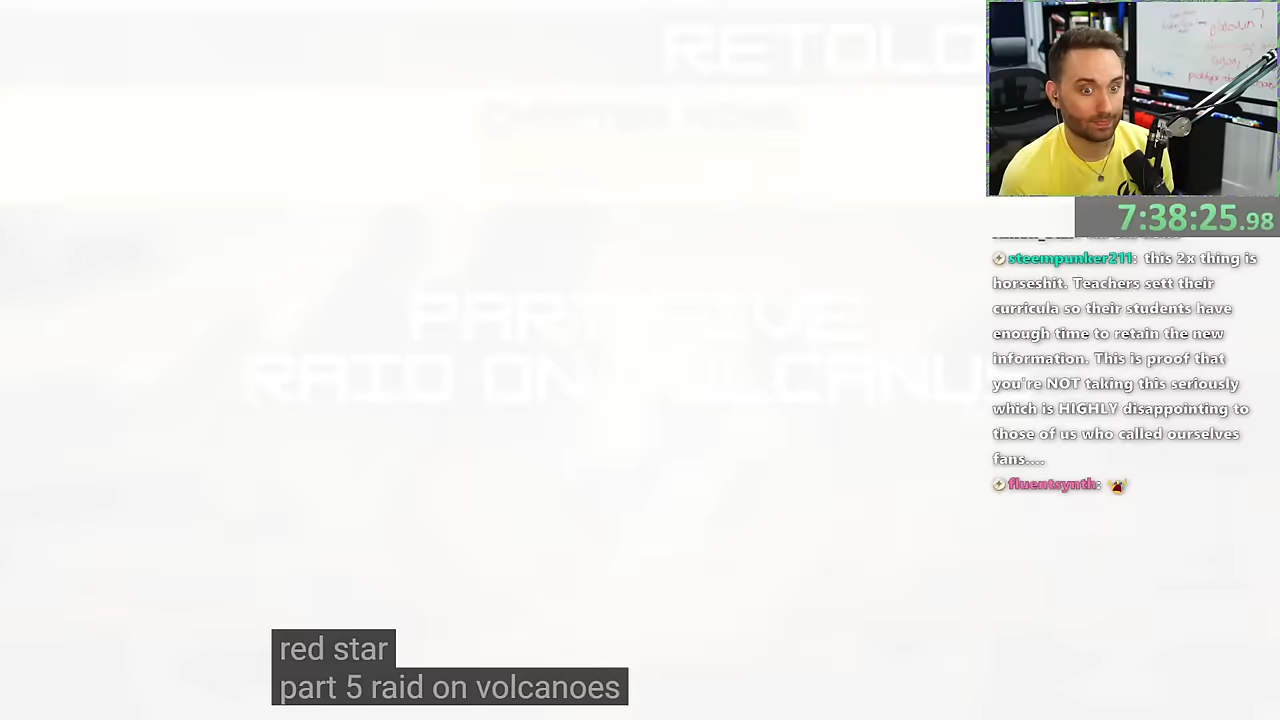 RETOLD
PART FIVE
RAID ON VULCANUS
7:38:25.98
steempunker211: this 2x thing is
horseshit. Teachers sett their
curricula so their students have
enough time to retain the new
information. This is proof that
you're NOT taking this seriously
which is HIGHLY disappointing to
those of us who called ourselves
fans....
fluentsynth:
red star
part 5 raid on volcanoes